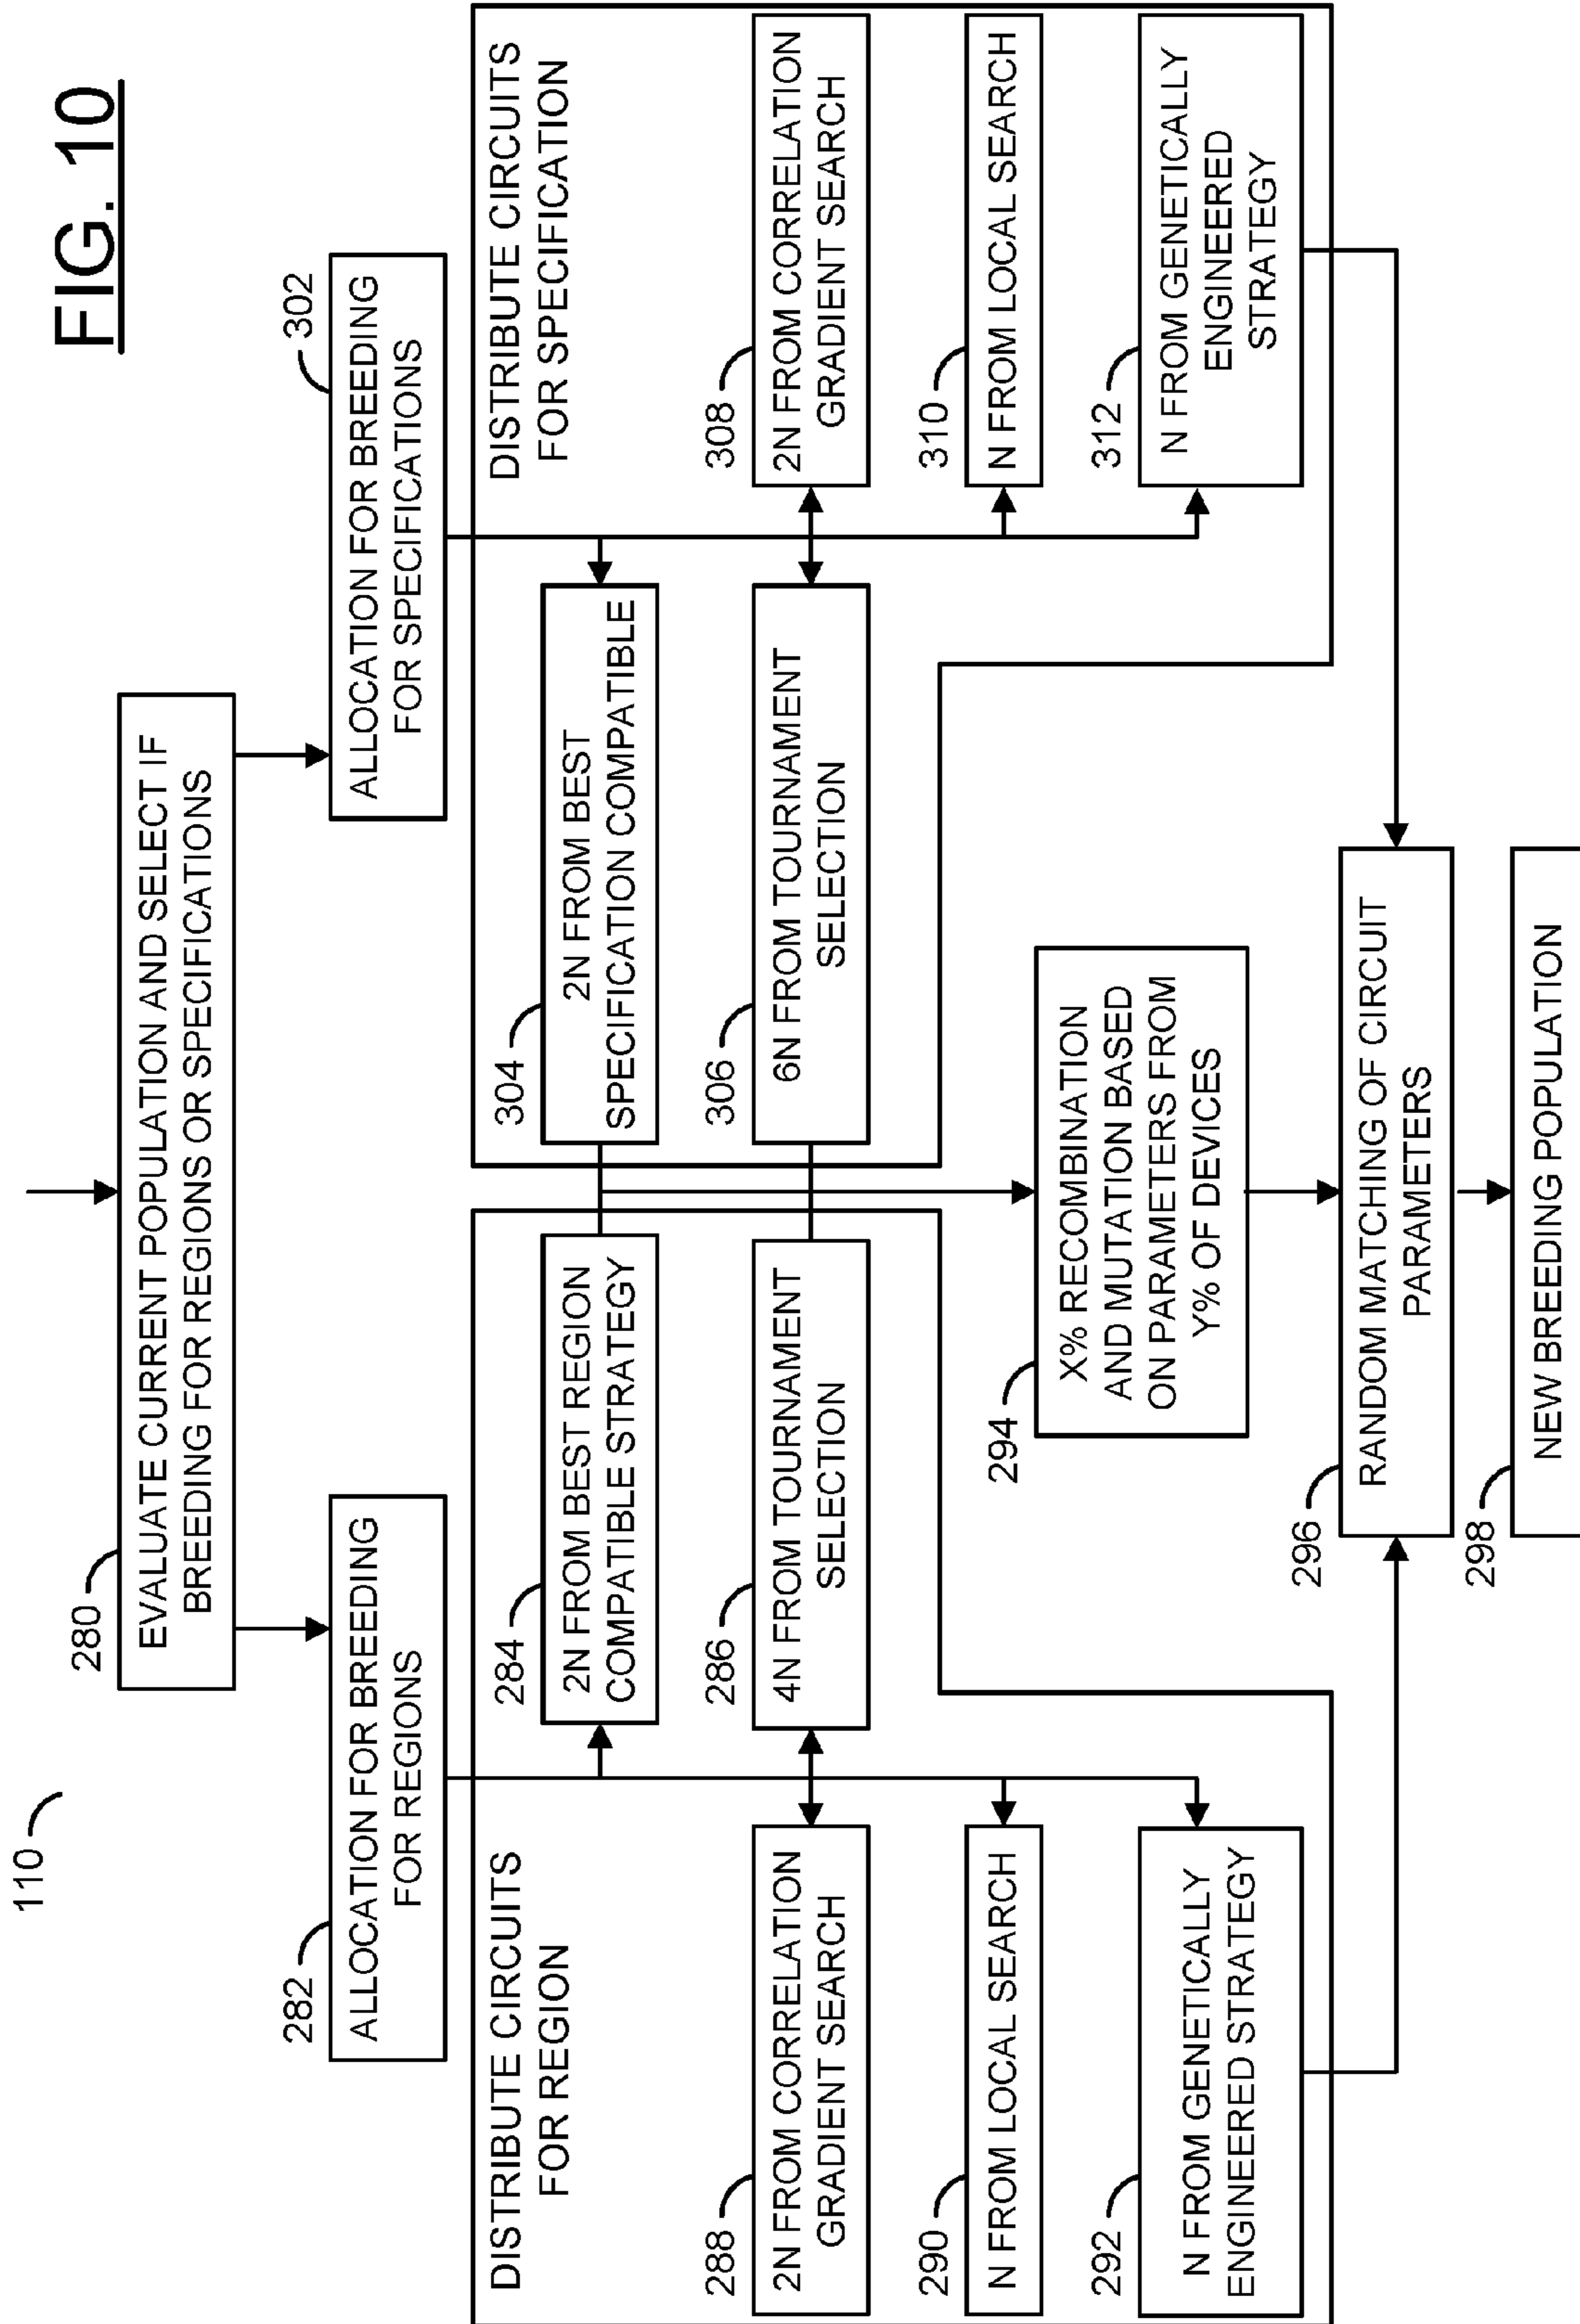 FIG. 10
110
280
EVALUATE CURRENT POPULATION AND SELECT IF
BREEDING FOR REGIONS OR SPECIFICATIONS
282
ALLOCATION FOR BREEDING
FOR REGIONS
302
ALLOCATION FOR BREEDING
FOR SPECIFICATIONS
DISTRIBUTE CIRCUITS
FOR REGION
284
2N FROM BEST REGION
COMPATIBLE STRATEGY
286
4N FROM TOURNAMENT
SELECTION
288
2N FROM CORRELATION
GRADIENT SEARCH
290
N FROM LOCAL SEARCH
292
N FROM GENETICALLY
ENGINEERED STRATEGY
DISTRIBUTE CIRCUITS
FOR SPECIFICATION
304
2N FROM BEST
SPECIFICATION COMPATIBLE
306
6N FROM TOURNAMENT
SELECTION
308
2N FROM CORRELATION
GRADIENT SEARCH
310
N FROM LOCAL SEARCH
312
N FROM GENETICALLY
ENGINEERED
STRATEGY
294
X% RECOMBINATION
AND MUTATION BASED
ON PARAMETERS FROM
Y% OF DEVICES
296
RANDOM MATCHING OF CIRCUIT
PARAMETERS
298
NEW BREEDING POPULATION